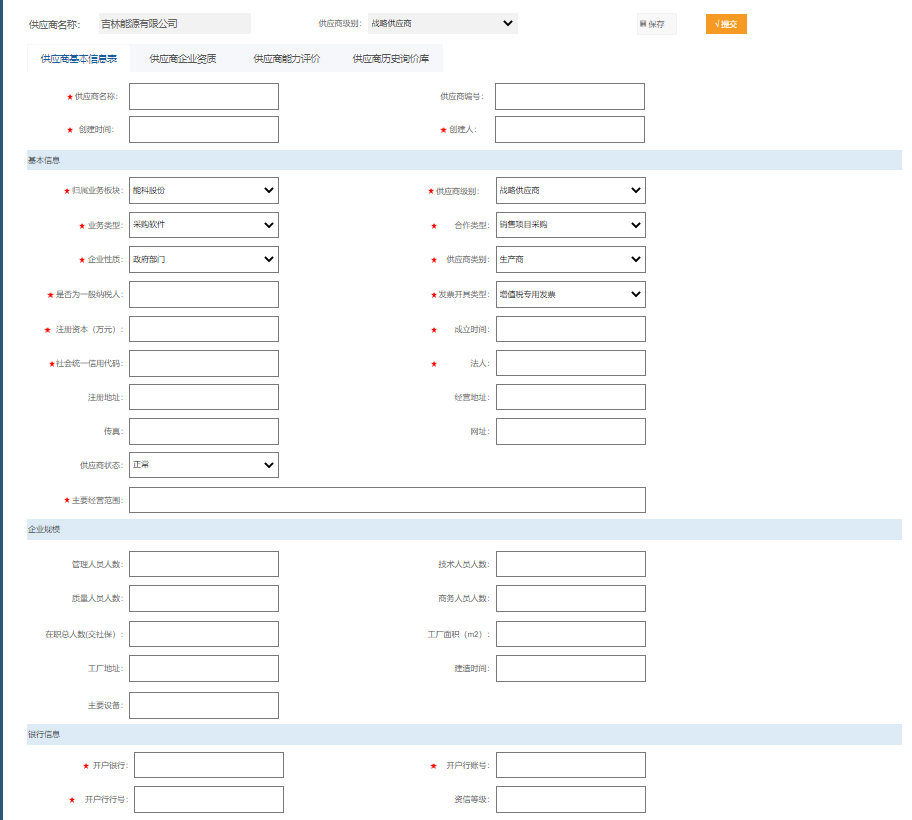 供应商名称： 吉林能源有限公司 供应商级别： 战略供应商 保存 √提交
供应商基本信息表 供应商企业资质 供应商能力评价 供应商历史询价库
★供应商名称： 供应商编号：
★ 创建时间： ★创建人：
基本信息
★归属业务板块： 能科股份 ★供应商级别： 战略供应商
★业务类型： 采购软件 ★ 合作类型： 销售项目采购
★企业性质： 政府部门 ★ 供应商类别： 生产商
★是否为一般纳税人： ★发票开具类型： 增值税专用发票
★ 注册资本（万元）： ★ 成立时间：
★社会统一信用代码： ★ 法人：
注册地址： 经营地址：
传真： 网址：
供应商状态： 正常
★主要经营范围：
企业规模
管理人员人数： 技术人员人数：
质量人员人数： 商务人员人数：
在职总人数(交社保）： 工厂面积（m2）：
工厂地址： 建造时间：
主要设备：
银行信息
★ 开户银行： ★ 开户行账号：
★ 开户行行号： 资信等级：